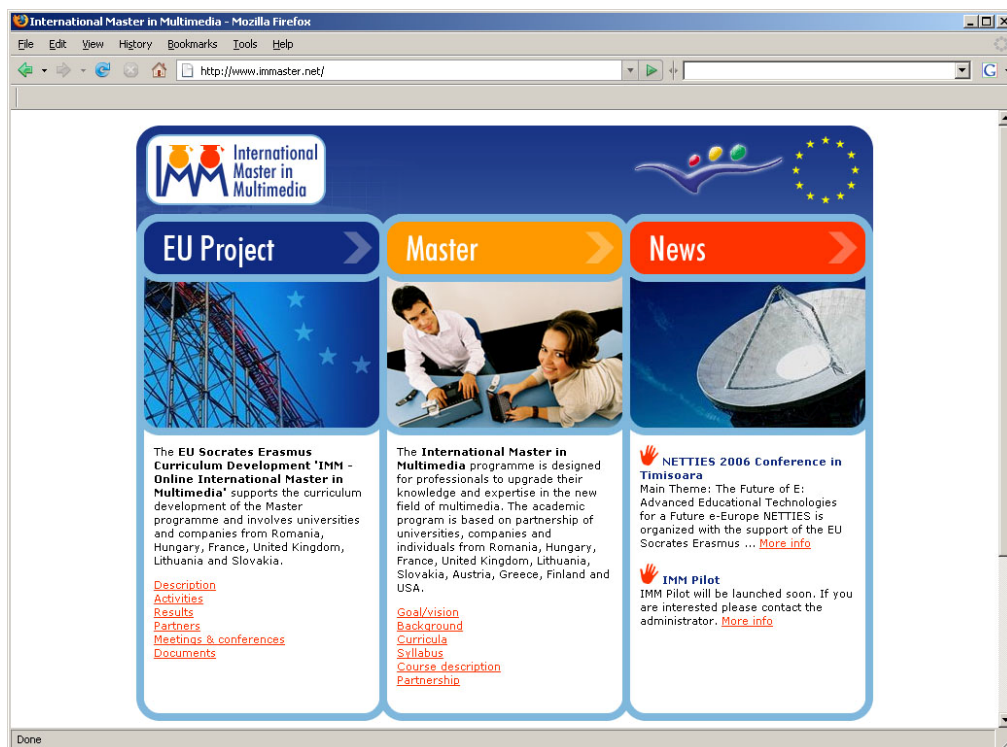 International Master in Multimedia - Mozilla Firefox
File Edit View History Bookmarks Tools Help
http://www.immaster.net/
G
IMM
International
Master in
Multimedia
EU Project
Master
News
The EU Socrates Erasmus
Curriculum Development 'IMM -
Online International Master in
Multimedia' supports the curriculum
development of the Master
programme and involves universities
and companies from Romania,
Hungary, France, United Kingdom,
Lithuania and Slovakia.
Description
Activities
Results
Partners
Meetings & conferences
Documents
The International Master in
Multimedia programme is designed
for professionals to upgrade their
knowledge and expertise in the new
field of multimedia. The academic
program is based on partnership of
universities, companies and
individuals from Romania, Hungary,
France, United Kingdom, Lithuania,
Slovakia, Austria, Greece, Finland and
USA.
Goal/vision
Background
Curricula
Syllabus
Course description
Partnership
NETTIES 2006 Conference in
Timisoara
Main Theme: The Future of E:
Advanced Educational Technologies
for a Future e-Europe NETTIES is
organized with the support of the EU
Socrates Erasmus ... More info
IMM Pilot
IMM Pilot will be launched soon. If you
are interested please contact the
administrator. More info
Done